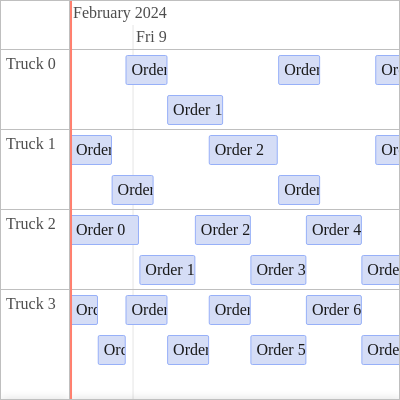 February 2024
Fri 9
Truck 0
Order
Order
Or
Order 1
Truck 1
Order
Order 2
Or
Order
Order
Truck 2
Order 0
Order 2
Order 4
Order 1
Order 3
Orde
Truck 3
Orc
Order
Order
Order 6
Orc
Order
Order 5
Orde